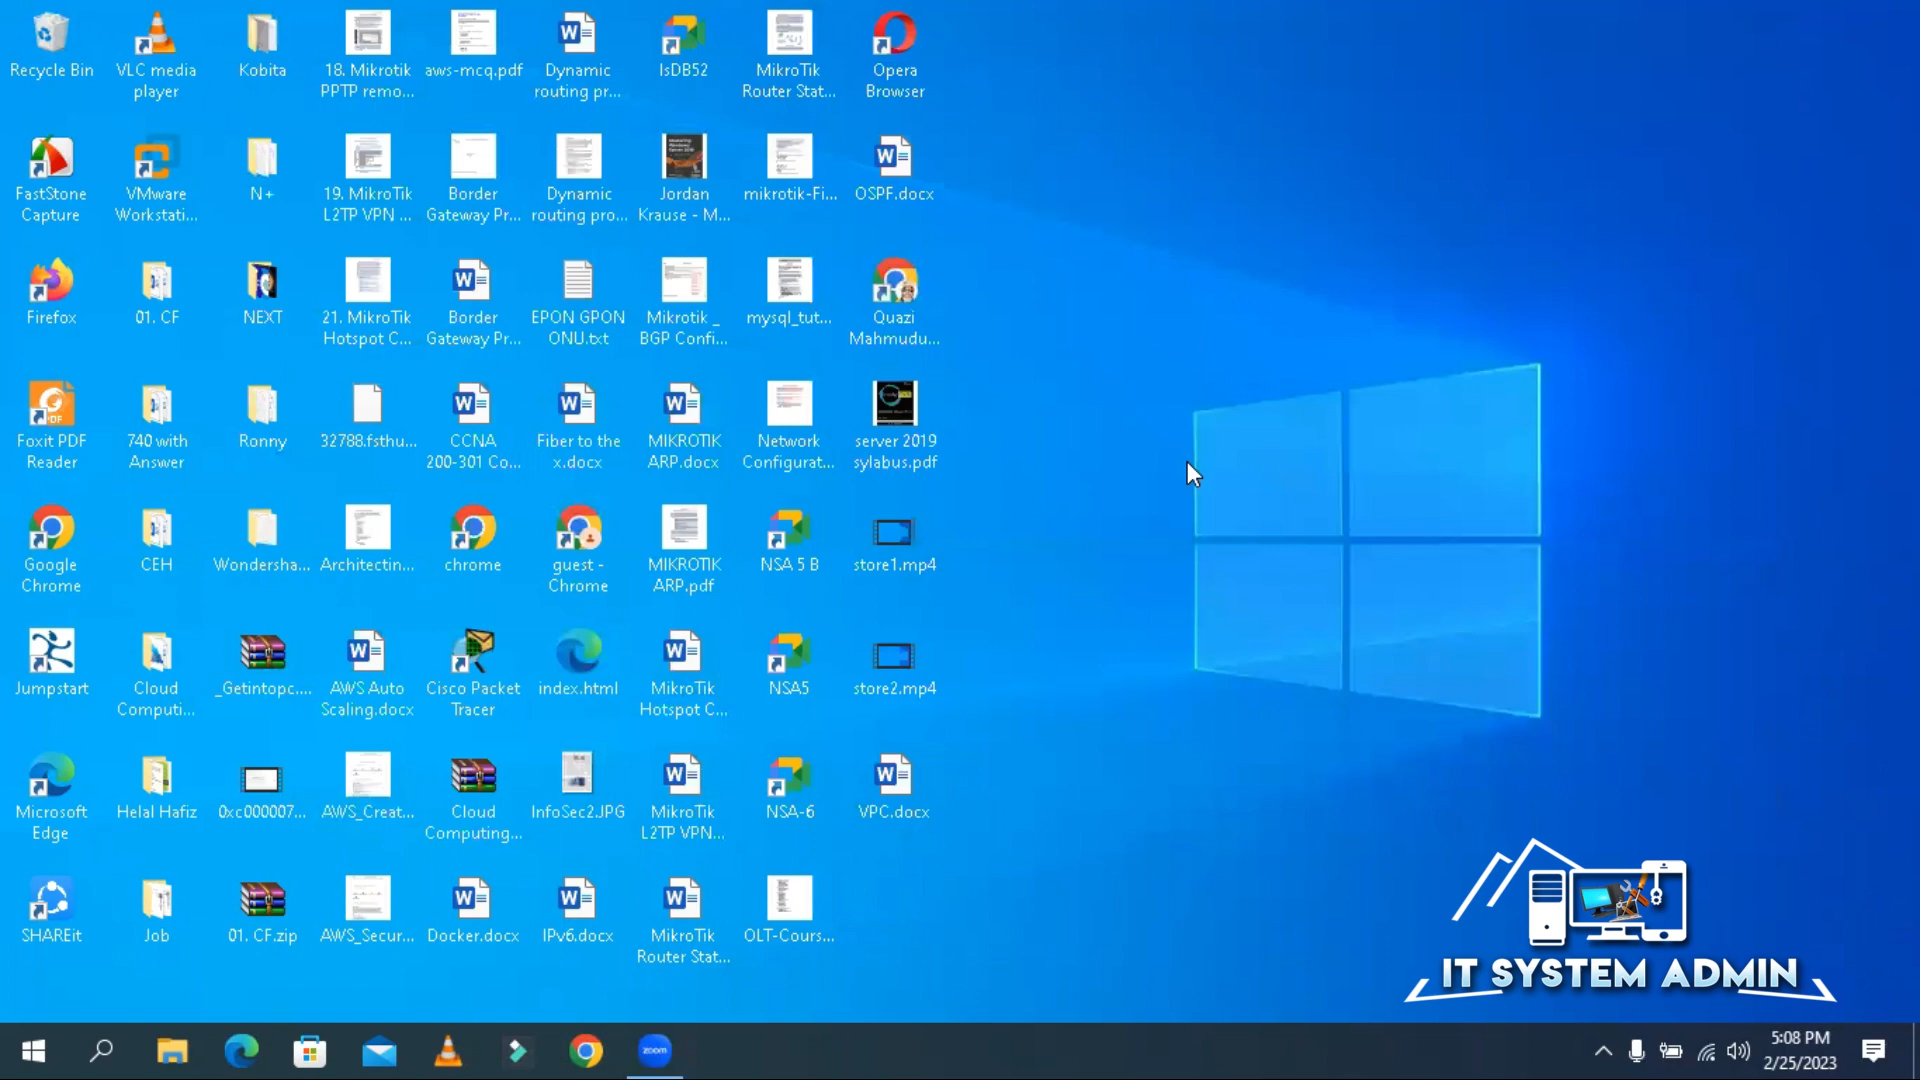 Recycle Bin
VLC media
player
Kobita
18. Mikrotik
PPTP remo...
aws-mcq.pdf
Dynamic
routing pr...
IsDB52
MikroTik
Router Stat...
Opera
Browser
FastStone
Capture
VMware
Workstati...
N+
19. MikroTik
L2TP VPN ...
Border
Gateway Pr...
Dynamic
routing pro...
Jordan
Krause - M...
mikrotik-Fi...
OSPF.docx
Firefox
01. CF
NEXT
21. MikroTik
Hotspot C...
Border
Gateway Pr...
EPON GPON
ONU.txt
Mikrotik _
BGP Confi...
mysql_tut...
Quazi
Mahmudu...
Foxit PDF
Reader
740 with
Answer
Ronny
32788.fsthu...
CCNA
200-301 Co...
Fiber to the
x.docx
MIKROTIK
ARP.docx
Network
Configurat...
server 2019
sylabus.pdf
Google
Chrome
CEH
Wondersha...
Architectin...
chrome
guest -
Chrome
MIKROTIK
ARP.pdf
NSA 5 B
store1.mp4
Jumpstart
Cloud
Computi...
_Getintopc....
AWS Auto
Scaling.docx
Cisco Packet
Tracer
index.html
MikroTik
Hotspot C...
NSA5
store2.mp4
Microsoft
Edge
Helal Hafiz
0xc000007...
AWS_Creat...
Cloud
Computing...
InfoSec2.JPG
MikroTik
L2TP VPN...
NSA-6
VPC.docx
SHAREit
Job
01. CF.zip
AWS_Secur...
Docker.docx
IPv6.docx
MikroTik
Router Stat...
OLT-Cours...
IT SYSTEM ADMIN
zoom
5:08 PM
2/25/2023